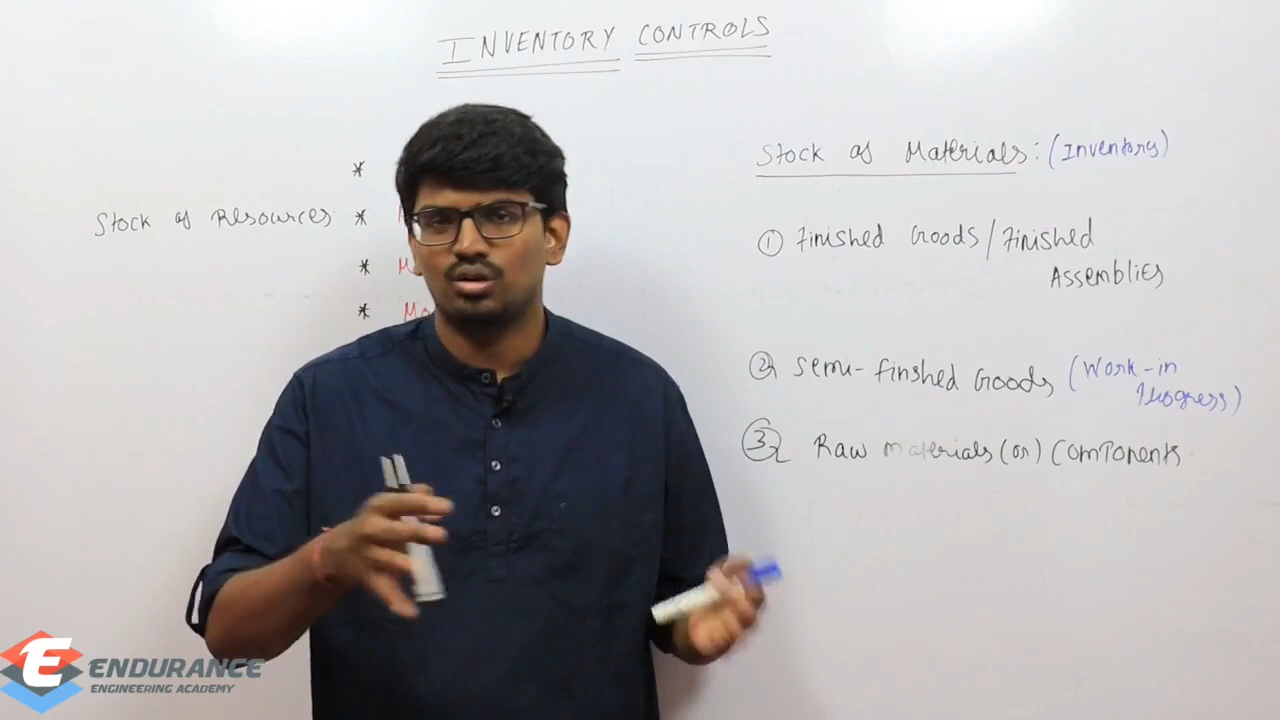 INVENTORY CONTROLS
Stock of Resources
*
*
*
*
Stock of Materials: (Inventory)
① Finished Goods / Finished
Assemblies
② Semi-finshed Goods (Work-in
Progress)
③ Raw Materials (or) Components
E ENDURANCE
ENGINEERING ACADEMY